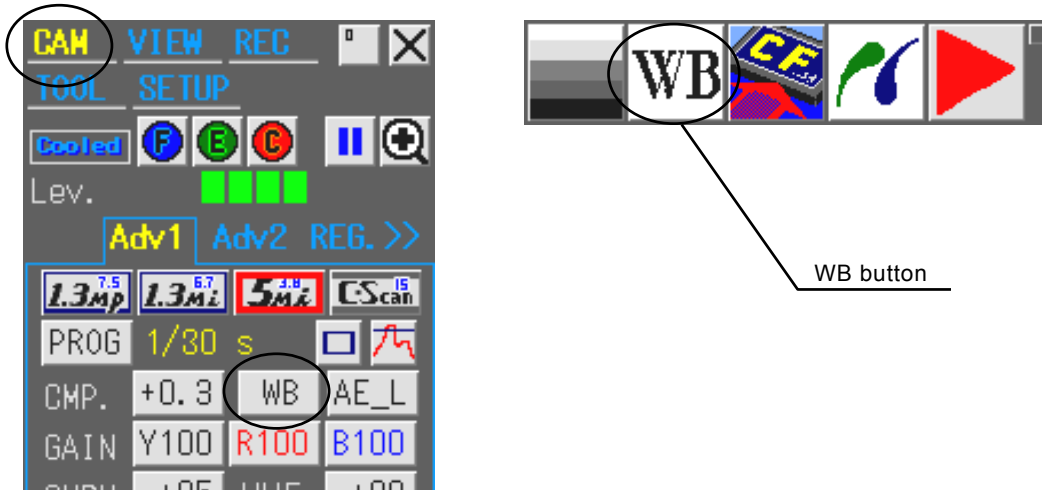 CAM VIEW REC
TOOL SETUP
Cooled F E C
Lev.
Adv1 Adv2 REG. >>
1.3Mp 7.5 1.3Mi 6.7 5Mi 3.8 C-Scan 15
PROG 1/30 s
CMP. +0.3 WB AE_L
GAIN Y100 R100 B100
WB CF
WB button